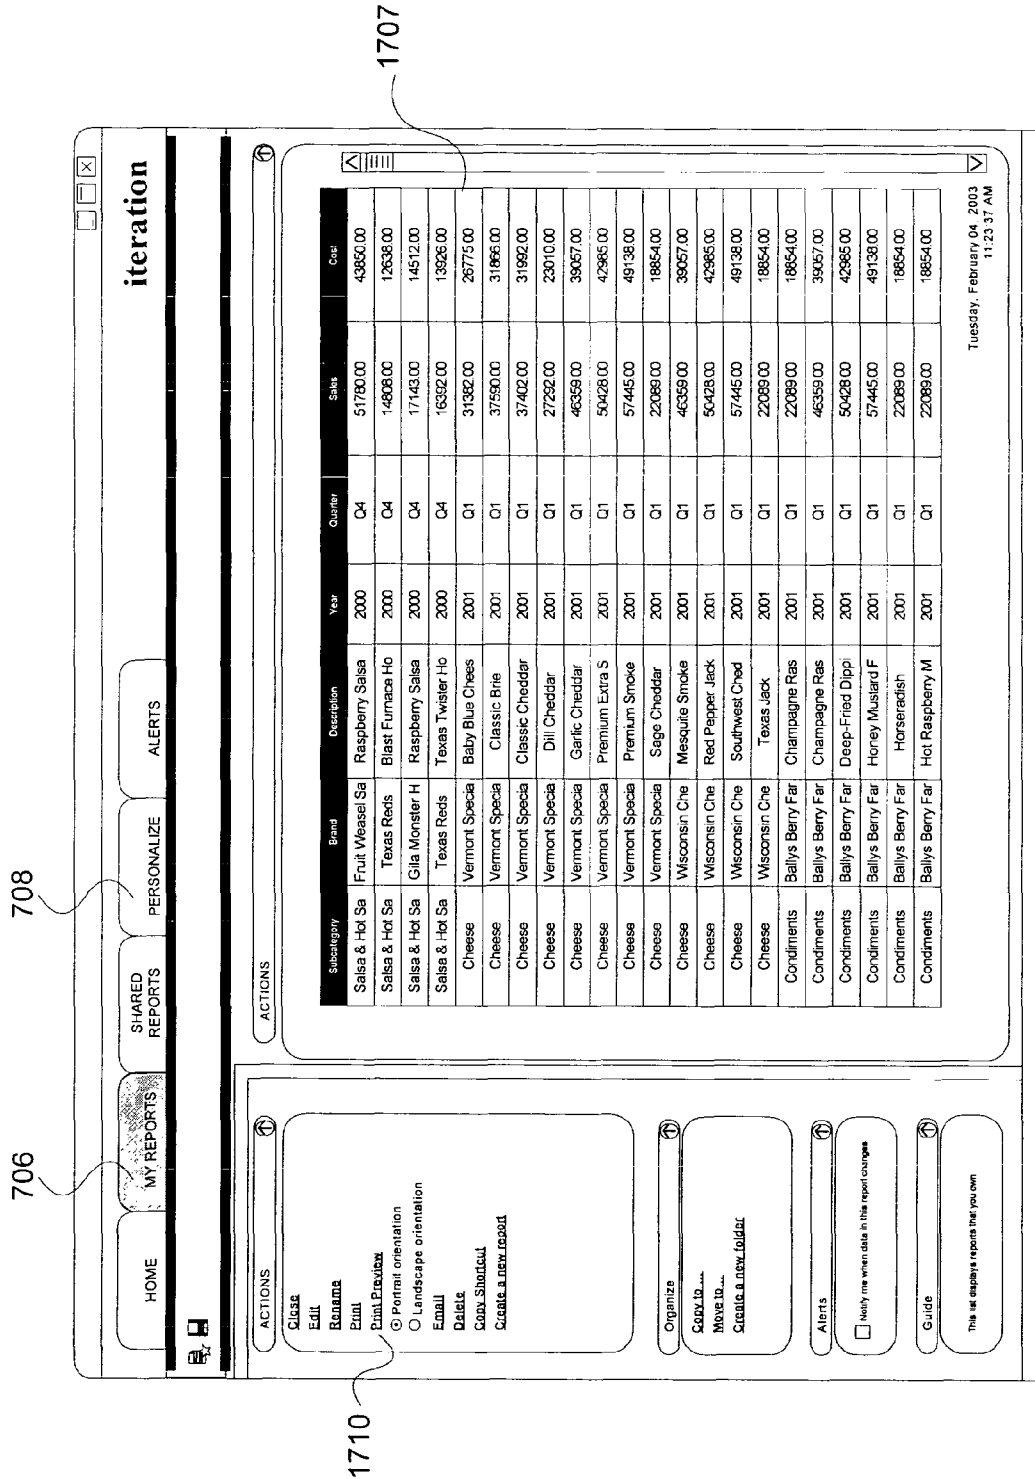 706
708
1707
1710
iteration
HOME
MY REPORTS
SHARED
REPORTS
PERSONALIZE
ALERTS
ACTIONS
Close
Edit
Rename
Print
Print Preview
Portrait orientation
Landscape orientation
Email
Delete
Copy Shortcut
Create a new report
Organize
Copy to ...
Move to ...
Create a new folder
Alerts
Notify me when data in this report changes
Guide
This list displays reports that you own
ACTIONS
Subcategory Brand Description Year Quarter Sales Cost
Salsa & Hot Sa Fruit Weasel Sa Raspberry Salsa 2000 Q4 51780.00 43850.00
Salsa & Hot Sa Texas Reds Blast Furnace Ho 2000 Q4 14808.00 12638.00
Salsa & Hot Sa Gila Monster H Raspberry Salsa 2000 Q4 17143.00 14512.00
Salsa & Hot Sa Texas Reds Texas Twister Ho 2000 Q4 16392.00 13926.00
Cheese Vermont Specia Baby Blue Chees 2001 Q1 31382.00 26775.00
Cheese Vermont Specia Classic Brie 2001 Q1 37590.00 31866.00
Cheese Vermont Specia Classic Cheddar 2001 Q1 37402.00 31992.00
Cheese Vermont Specia Dill Cheddar 2001 Q1 27292.00 23010.00
Cheese Vermont Specia Garlic Cheddar 2001 Q1 46359.00 39057.00
Cheese Vermont Specia Premium Extra S 2001 Q1 50428.00 42985.00
Cheese Vermont Specia Premium Smoke 2001 Q1 57445.00 49138.00
Cheese Vermont Specia Sage Cheddar 2001 Q1 22089.00 18854.00
Cheese Wisconsin Che Mesquite Smoke 2001 Q1 46359.00 39057.00
Cheese Wisconsin Che Red Pepper Jack 2001 Q1 50428.00 42985.00
Cheese Wisconsin Che Southwest Ched 2001 Q1 57445.00 49138.00
Cheese Wisconsin Che Texas Jack 2001 Q1 22089.00 18854.00
Condiments Ballys Berry Far Champagne Ras 2001 Q1 22089.00 18854.00
Condiments Ballys Berry Far Champagne Ras 2001 Q1 46359.00 39057.00
Condiments Ballys Berry Far Deep-Fried Dippi 2001 Q1 50428.00 42985.00
Condiments Ballys Berry Far Honey Mustard F 2001 Q1 57445.00 49138.00
Condiments Ballys Berry Far Horseradish 2001 Q1 22089.00 18854.00
Condiments Ballys Berry Far Hot Raspberry M 2001 Q1 22089.00 18854.00
Tuesday, February 04, 2003
11:23:37 AM